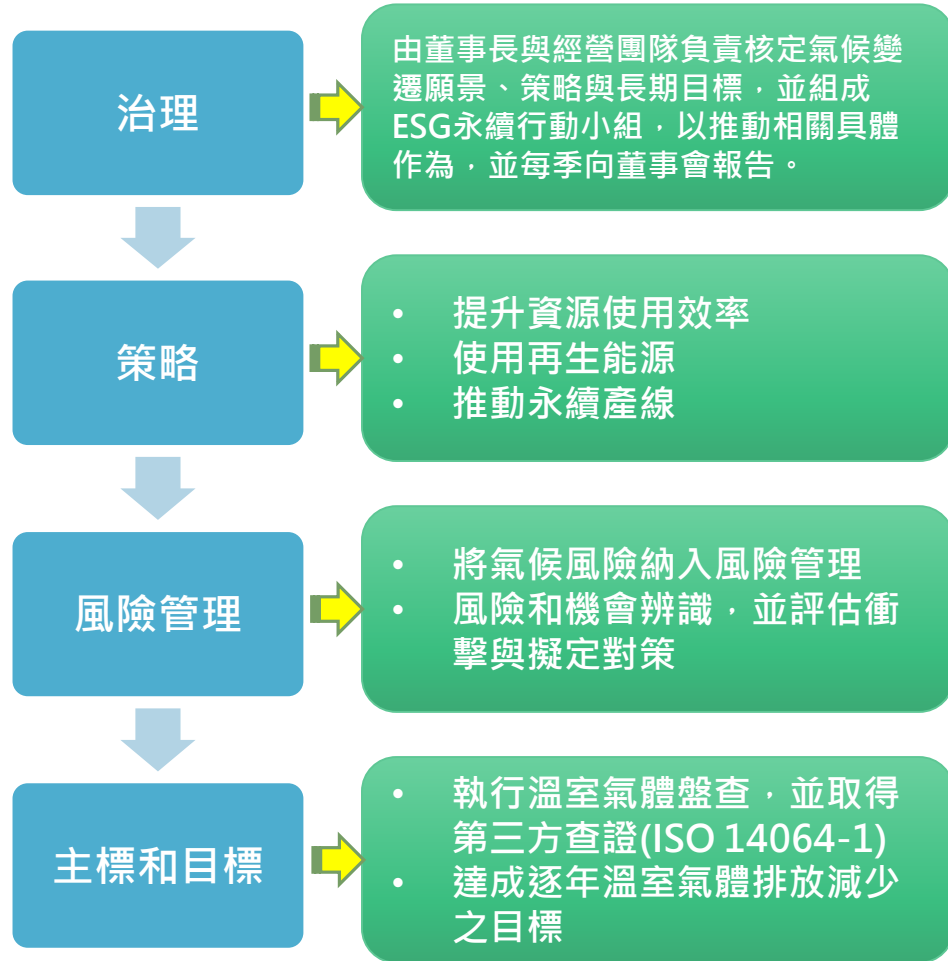 治理
由董事長與經營團隊負責核定氣候變
遷願景、策略與長期目標，並組成
ESG永續行動小組，以推動相關具體
作為，並每季向董事會報告。
策略
• 提升資源使用效率
• 使用再生能源
• 推動永續產線
風險管理
• 將氣候風險納入風險管理
• 風險和機會辨識，並評估衝
擊與擬定對策
主標和目標
• 執行溫室氣體盤查，並取得
第三方查證(ISO 14064-1)
• 達成逐年溫室氣體排放減少
之目標